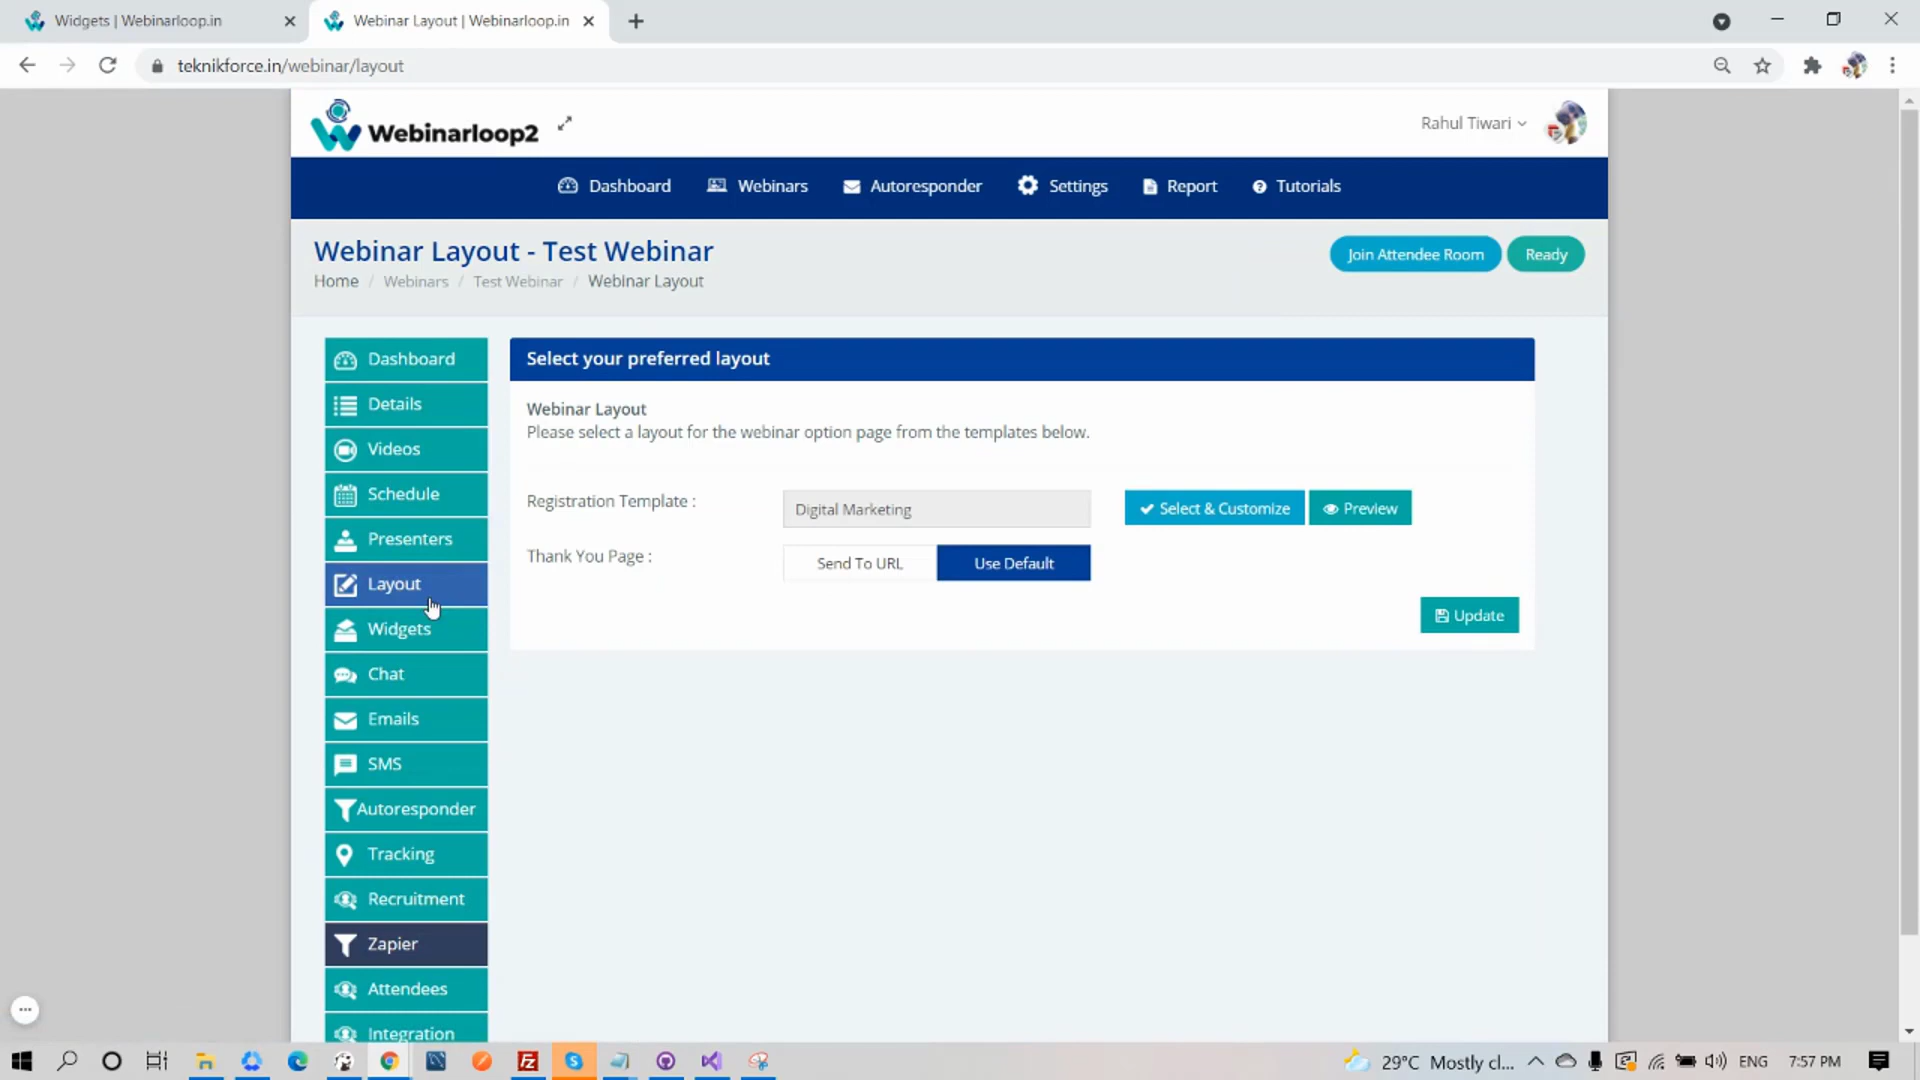 Widgets | Webinarloop.in
Webinar Layout | Webinarloop.in
teknikforce.in/webinar/layout
Webinarloop2
Rahul Tiwari
Dashboard Webinars Autoresponder Settings Report Tutorials
Webinar Layout - Test Webinar
Join Attendee Room Ready
Home / Webinars / Test Webinar / Webinar Layout
Dashboard
Details
Videos
Schedule
Presenters
Layout
Widgets
Chat
Emails
SMS
Autoresponder
Tracking
Recruitment
Zapier
Attendees
Integration
Select your preferred layout
Webinar Layout
Please select a layout for the webinar option page from the templates below.
Registration Template : Digital Marketing Select & Customize Preview
Thank You Page : Send To URL Use Default
Update
29°C Mostly cl... ENG 7:57 PM